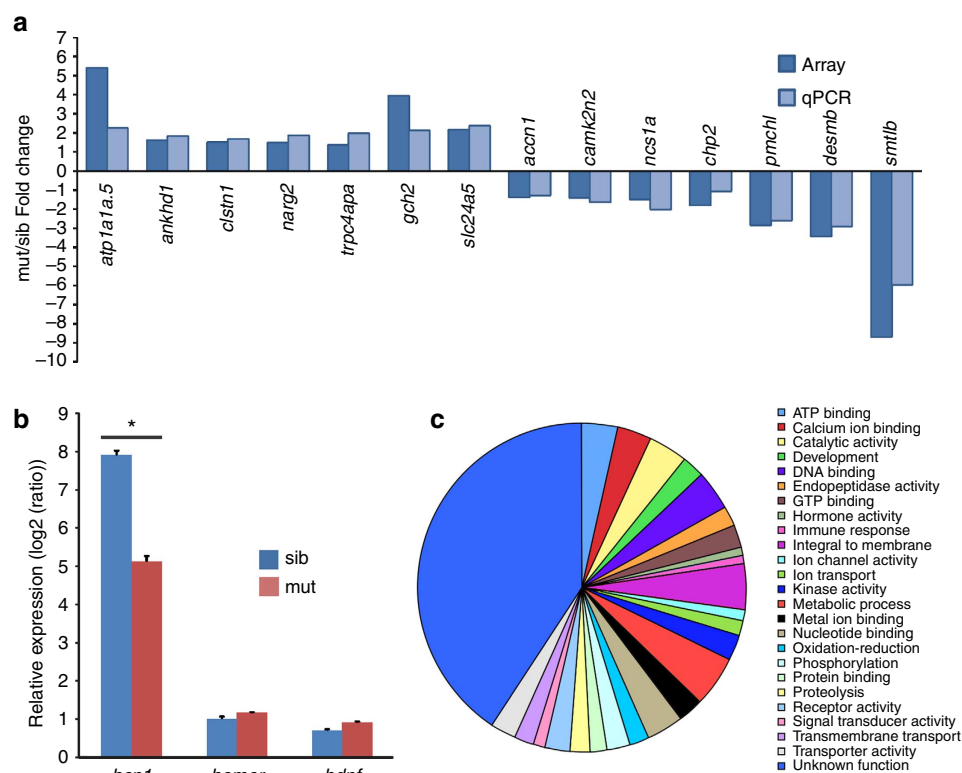 a
mut/sib Fold change
7
6
5
4
3
2
1
0
–1
–2
–3
–4
–5
–6
–7
–8
–9
–10
Array
qPCR
atp1a1a.5
ankhd1
clstn1
narg2
trpc4apa
gch2
slc24a5
accn1
camk2n2
ncs1a
chp2
pmchl
desmb
smtlb
b
Relative expression (log2 (ratio))
9
8
7
6
5
4
3
2
1
0
*
sib
mut
c
ATP binding
Calcium ion binding
Catalytic activity
Development
DNA binding
Endopeptidase activity
GTP binding
Hormone activity
Immune response
Integral to membrane
Ion channel activity
Ion transport
Kinase activity
Metabolic process
Metal ion binding
Nucleotide binding
Oxidation-reduction
Phosphorylation
Protein binding
Proteolysis
Receptor activity
Signal transducer activity
Transmembrane transport
Transporter activity
Unknown function